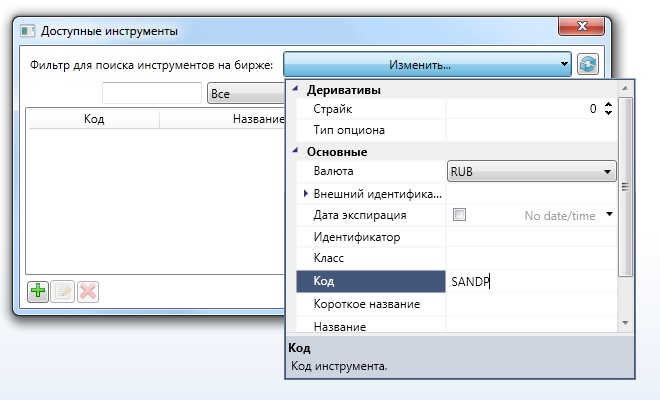 Доступные инструменты
Фильтр для поиска инструментов на бирже: Изменить...
Все
Код Название
Деривативы
Страйк 0
Тип опциона
Основные
Валюта RUB
Внешний идентифика...
Дата экспирация No date/time
Идентификатор
Класс
Код SANDP
Короткое название
Название
Код
Код инструмента.